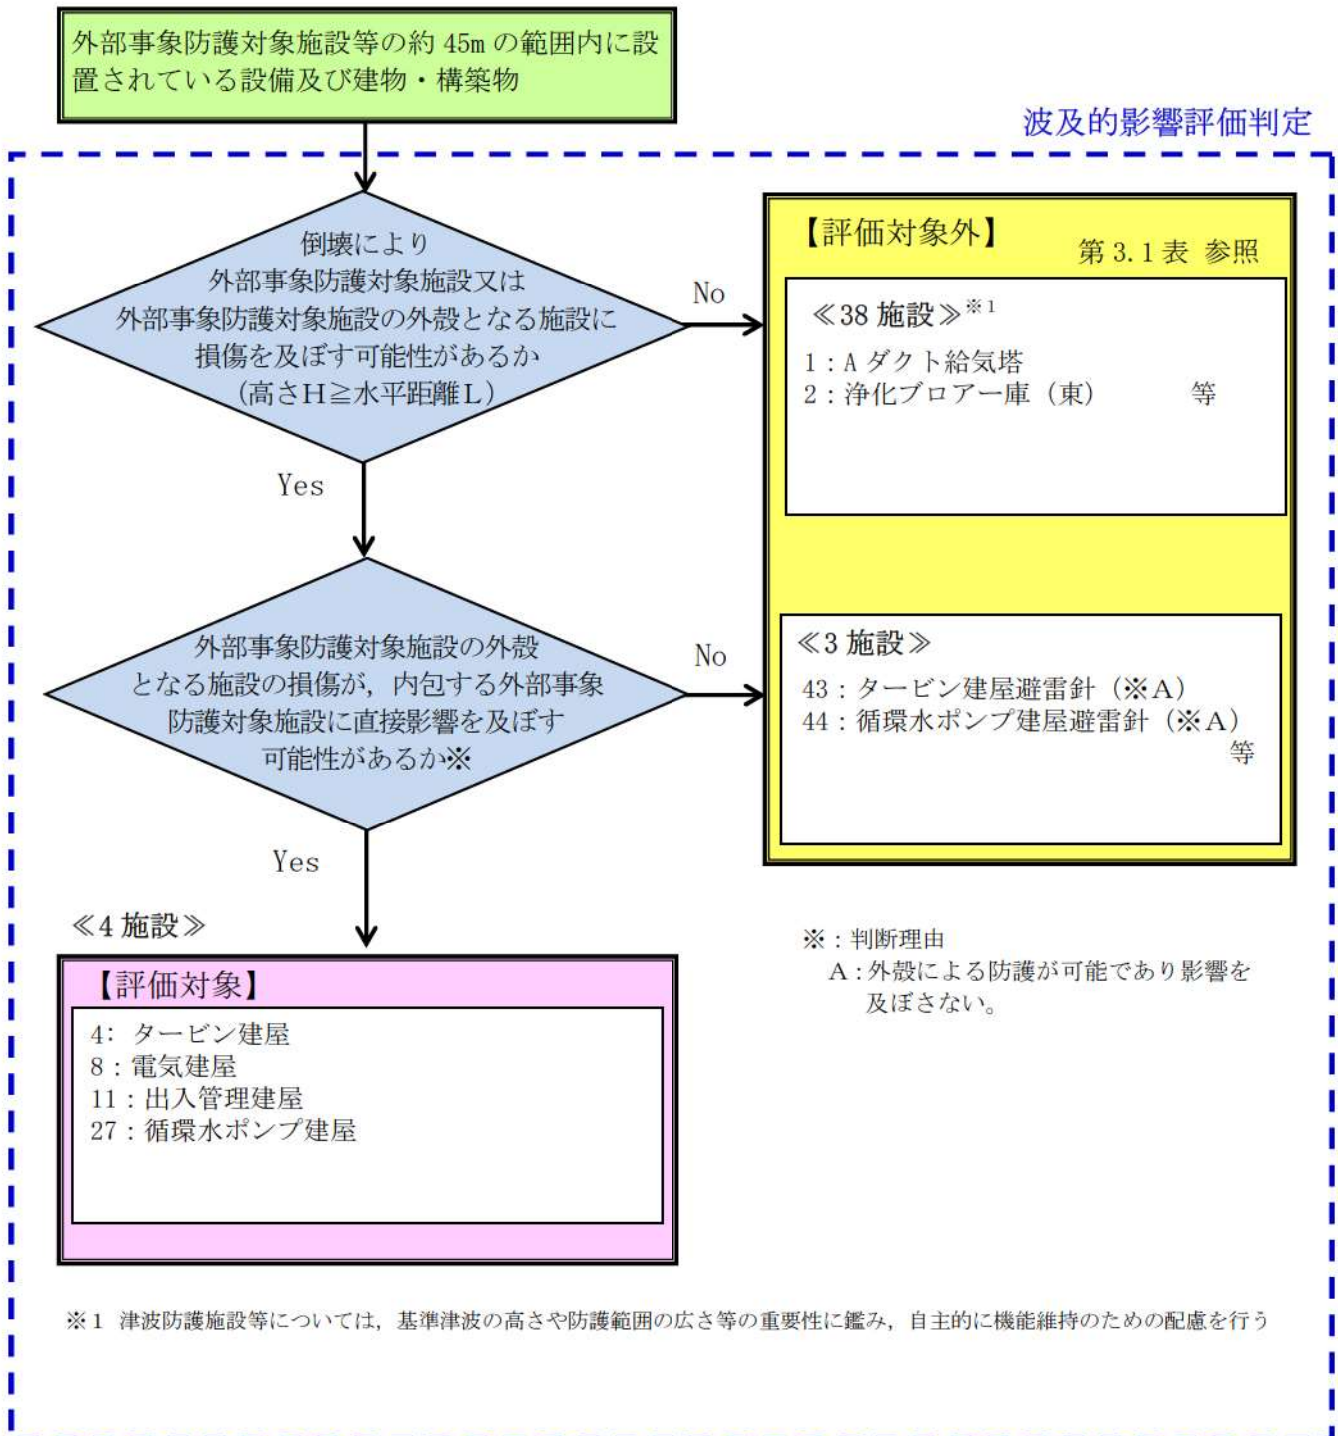 外部事象防護対象施設等の約 45m の範囲内に設
置されている設備及び建物・構築物
波及的影響評価判定
倒壊により
外部事象防護対象施設又は
外部事象防護対象施設の外殻となる施設に
損傷を及ぼす可能性があるか
(高さH≧水平距離L)
No
Yes
【評価対象外】
第 3.1 表 参照
≪38 施設≫※1
1：A ダクト給気塔
2：浄化ブロアー庫（東） 等
外部事象防護対象施設の外殻
となる施設の損傷が，内包する外部事象
防護対象施設に直接影響を及ぼす
可能性があるか※
No
Yes
≪3 施設≫
43：タービン建屋避雷針（※A）
44：循環水ポンプ建屋避雷針（※A）
等
≪4 施設≫
【評価対象】
4： タービン建屋
8：電気建屋
11：出入管理建屋
27：循環水ポンプ建屋
※：判断理由
A：外殻による防護が可能であり影響を
及ぼさない。
※１ 津波防護施設等については，基準津波の高さや防護範囲の広さ等の重要性に鑑み，自主的に機能維持のための配慮を行う